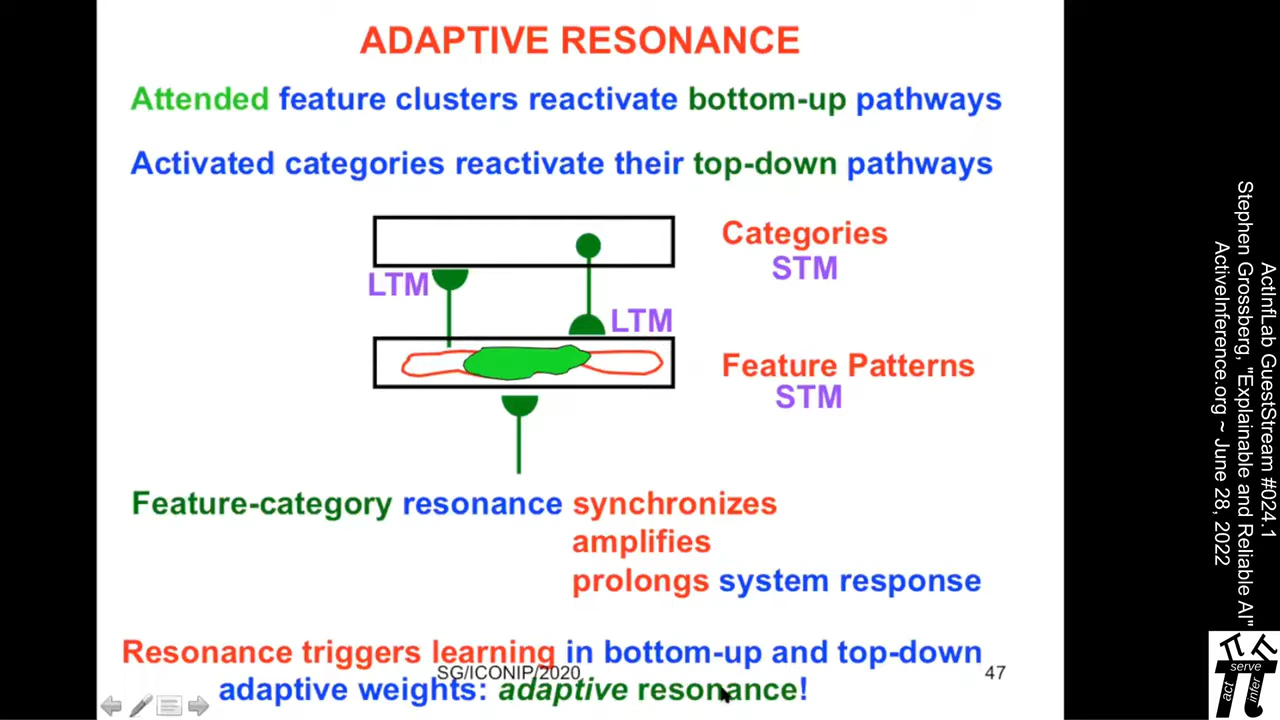 ADAPTIVE RESONANCE
Attended feature clusters reactivate bottom-up pathways
Activated categories reactivate their top-down pathways
Categories
STM
LTM
LTM
Feature Patterns
STM
Feature-category resonance synchronizes
amplifies
prolongs system response
Resonance triggers learning in bottom-up and top-down
adaptive weights: adaptive resonance!
SG/ICONIP/2020
47
ActInfLab GuestStream #024.1
Stephen Grossberg, "Explainable and Reliable AI"
ActiveInference.org ~ June 28, 2022
serve
act
infer